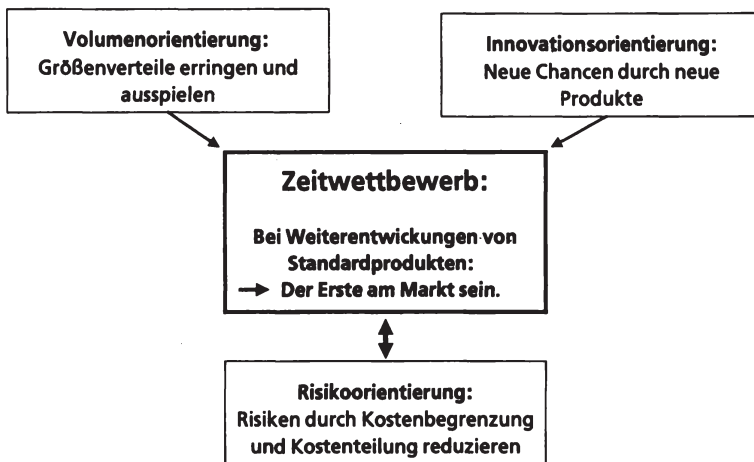 Volumenorientierung:
Größenverteile erringen und
ausspielen
Innovationsorientierung:
Neue Chancen durch neue
Produkte
Zeitwettbewerb:
Bei Weiterentwickungen von
Standardprodukten:
→ Der Erste am Markt sein.
Risikoorientierung:
Risiken durch Kostenbegrenzung
und Kostenteilung reduzieren